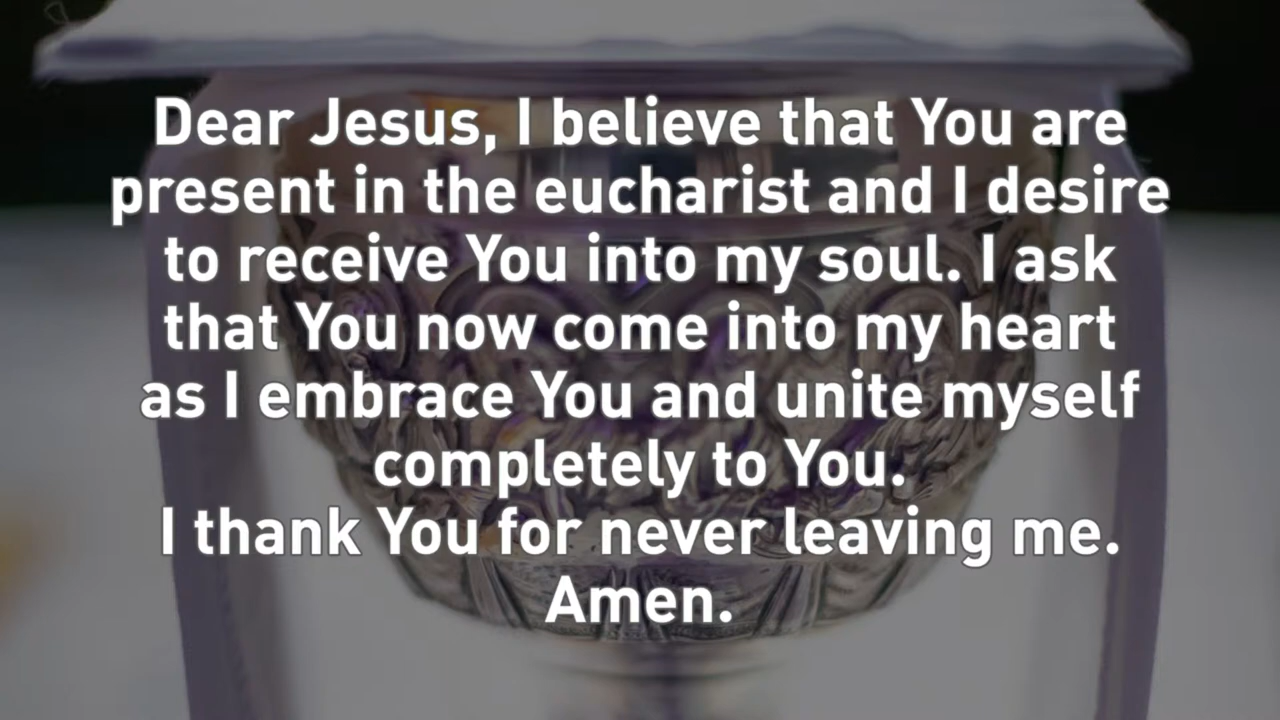 Dear Jesus, I believe that You are
present in the eucharist and I desire
to receive You into my soul. I ask
that You now come into my heart
as I embrace You and unite myself
completely to You.
I thank You for never leaving me.
Amen.